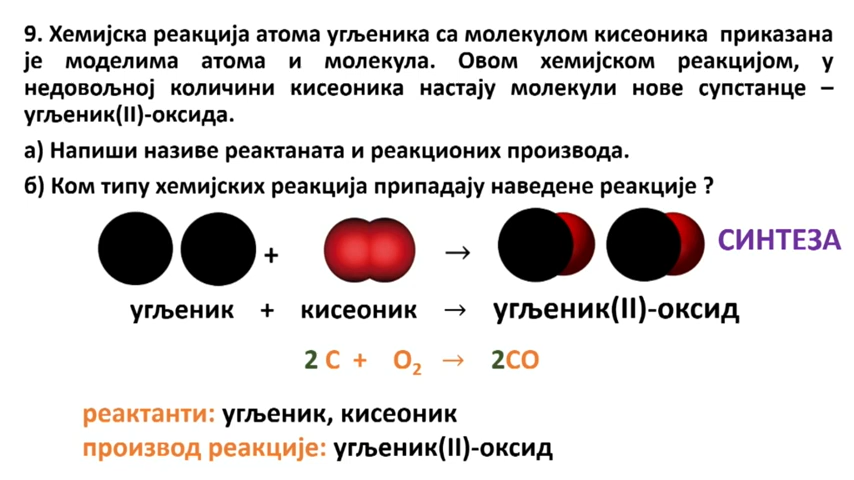 9. Хемијска реакција атома угљеника са молекулом кисеоника приказана
је моделима атома и молекула. Овом хемијском реакцијом, у
недовољној количини кисеоника настају молекули нове супстанце –
угљеник(II)-оксида.
а) Напиши називе реактаната и реакционих производа.
б) Ком типу хемијских реакција припадају наведене реакције ?
+ → СИНТЕЗА
угљеник + кисеоник → угљеник(II)-оксид
2 C + O₂ → 2CO
реактанти: угљеник, кисеоник
производ реакције: угљеник(II)-оксид